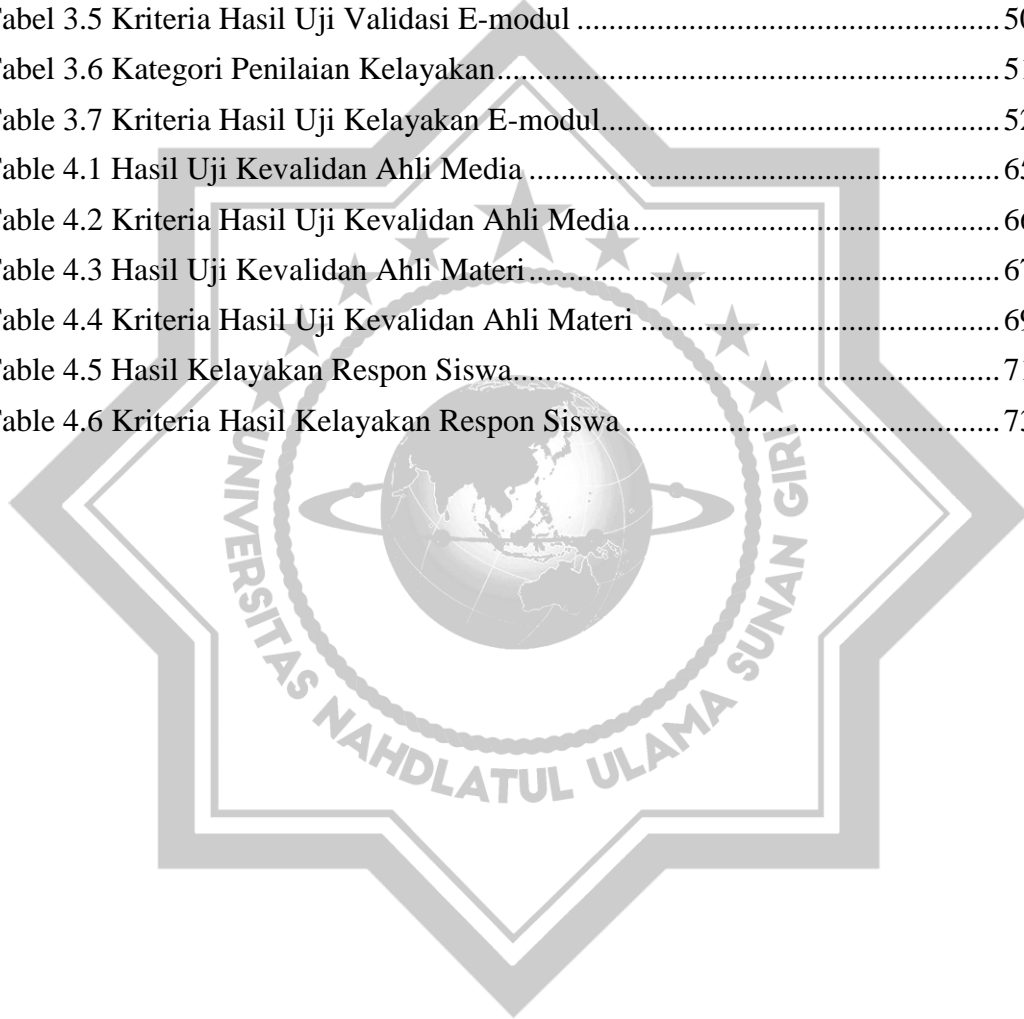 Tabel 3.5 Kriteria Hasil Uji Validasi E-modul ..................................................... 50
Tabel 3.6 Kategori Penilaian Kelayakan............................................................... 51
Table 3.7 Kriteria Hasil Uji Kelayakan E-modul.................................................. 52
Table 4.1 Hasil Uji Kevalidan Ahli Media ........................................................... 65
Table 4.2 Kriteria Hasil Uji Kevalidan Ahli Media.............................................. 66
Table 4.3 Hasil Uji Kevalidan Ahli Materi ........................................................... 67
Table 4.4 Kriteria Hasil Uji Kevalidan Ahli Materi ............................................. 69
Table 4.5 Hasil Kelayakan Respon Siswa............................................................. 71
Table 4.6 Kriteria Hasil Kelayakan Respon Siswa ............................................... 73
UNIVERSITAS NAHDLATUL ULAMA SUNAN GIRI